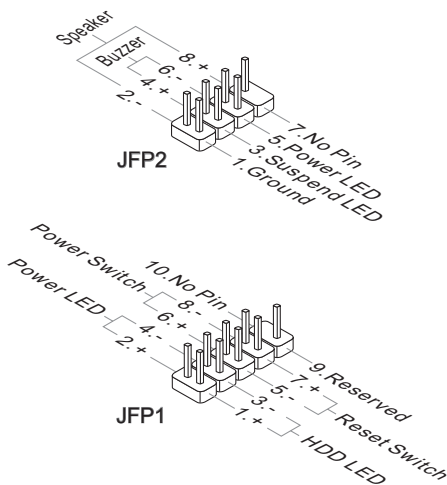 Speaker
Buzzer
8.+
6.-
4.+
2.-
7.No Pin
5.Power LED
3.Suspend LED
1.Ground
JFP2
Power Switch
Power LED
10.No Pin
8.-
6.+
4.-
2.+
9.Reserved
7.+
5.-
3.-
1.+
Reset Switch
HDD LED
JFP1